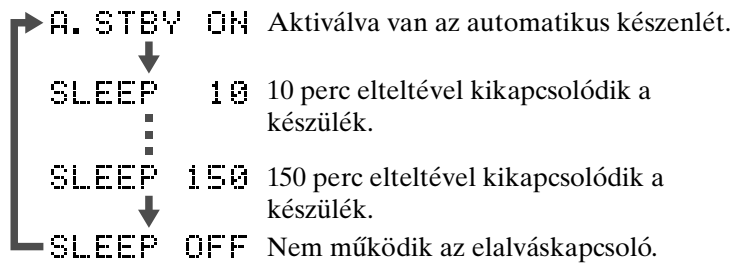 A. STBY ON Aktiválva van az automatikus készenlét.
SLEEP 10 10 perc elteltével kikapcsolódik a
készülék.
SLEEP 150 150 perc elteltével kikapcsolódik a
készülék.
SLEEP OFF Nem működik az elalváskapcsoló.